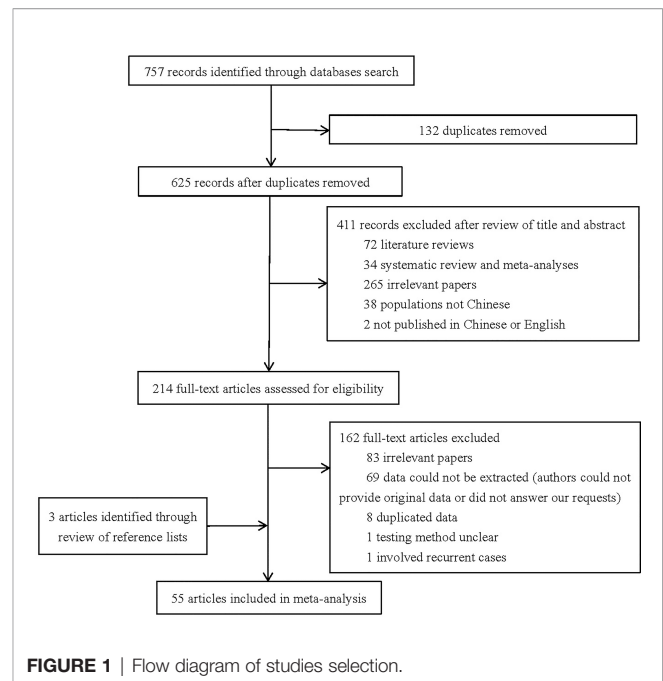 757 records identified through databases search
132 duplicates removed
625 records after duplicates removed
411 records excluded after review of title and abstract
72 literature reviews
34 systematic review and meta-analyses
265 irrelevant papers
38 populations not Chinese
2 not published in Chinese or English
214 full-text articles assessed for eligibility
162 full-text articles excluded
83 irrelevant papers
69 data could not be extracted (authors could not
provide original data or did not answer our requests)
8 duplicated data
1 testing method unclear
1 involved recurrent cases
3 articles identified through
review of reference lists
55 articles included in meta-analysis
FIGURE 1 | Flow diagram of studies selection.